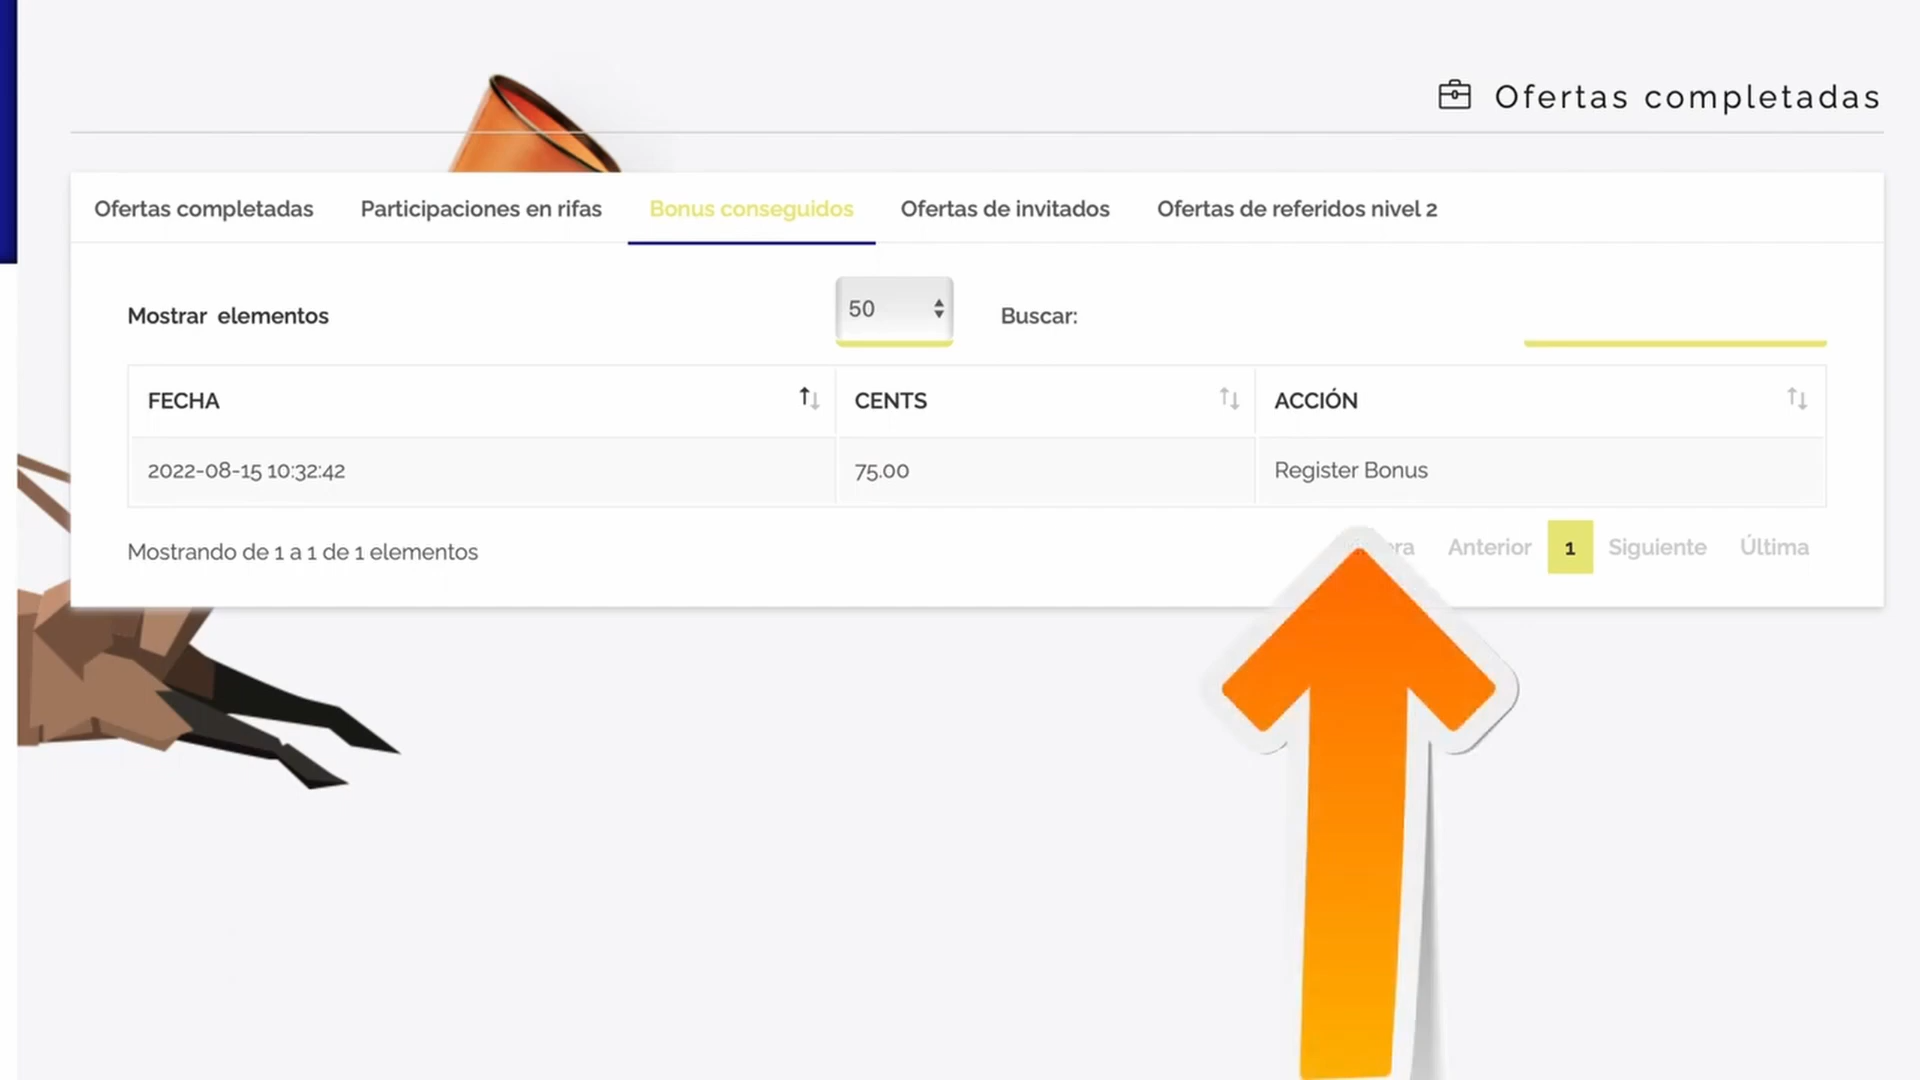 Ofertas completadas
Ofertas completadas Participaciones en rifas Bonus conseguidos Ofertas de invitados Ofertas de referidos nivel 2
Mostrar elementos 50 Buscar:
FECHA CENTS ACCIÓN
2022-08-15 10:32:42 75.00 Register Bonus
Mostrando de 1 a 1 de 1 elementos Anterior 1 Siguiente Última